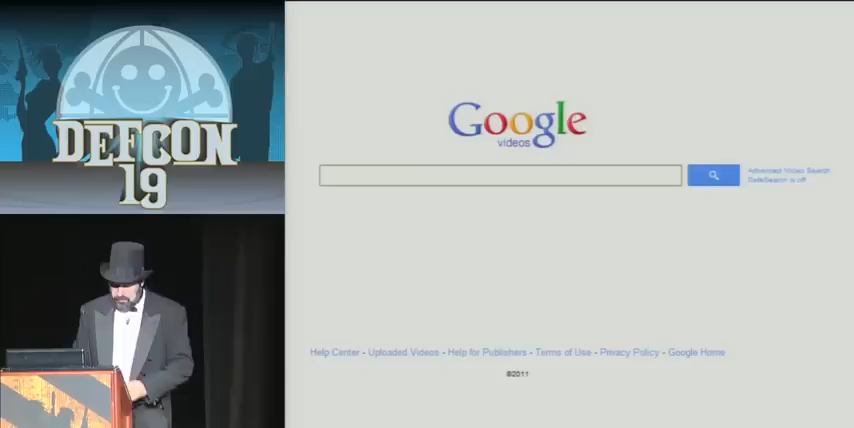 DEFCON
19
Google
videos
Advanced Video Search
SafeSearch is off
Help Center - Uploaded Videos - Help for Publishers - Terms of Use - Privacy Policy - Google Home
©2011